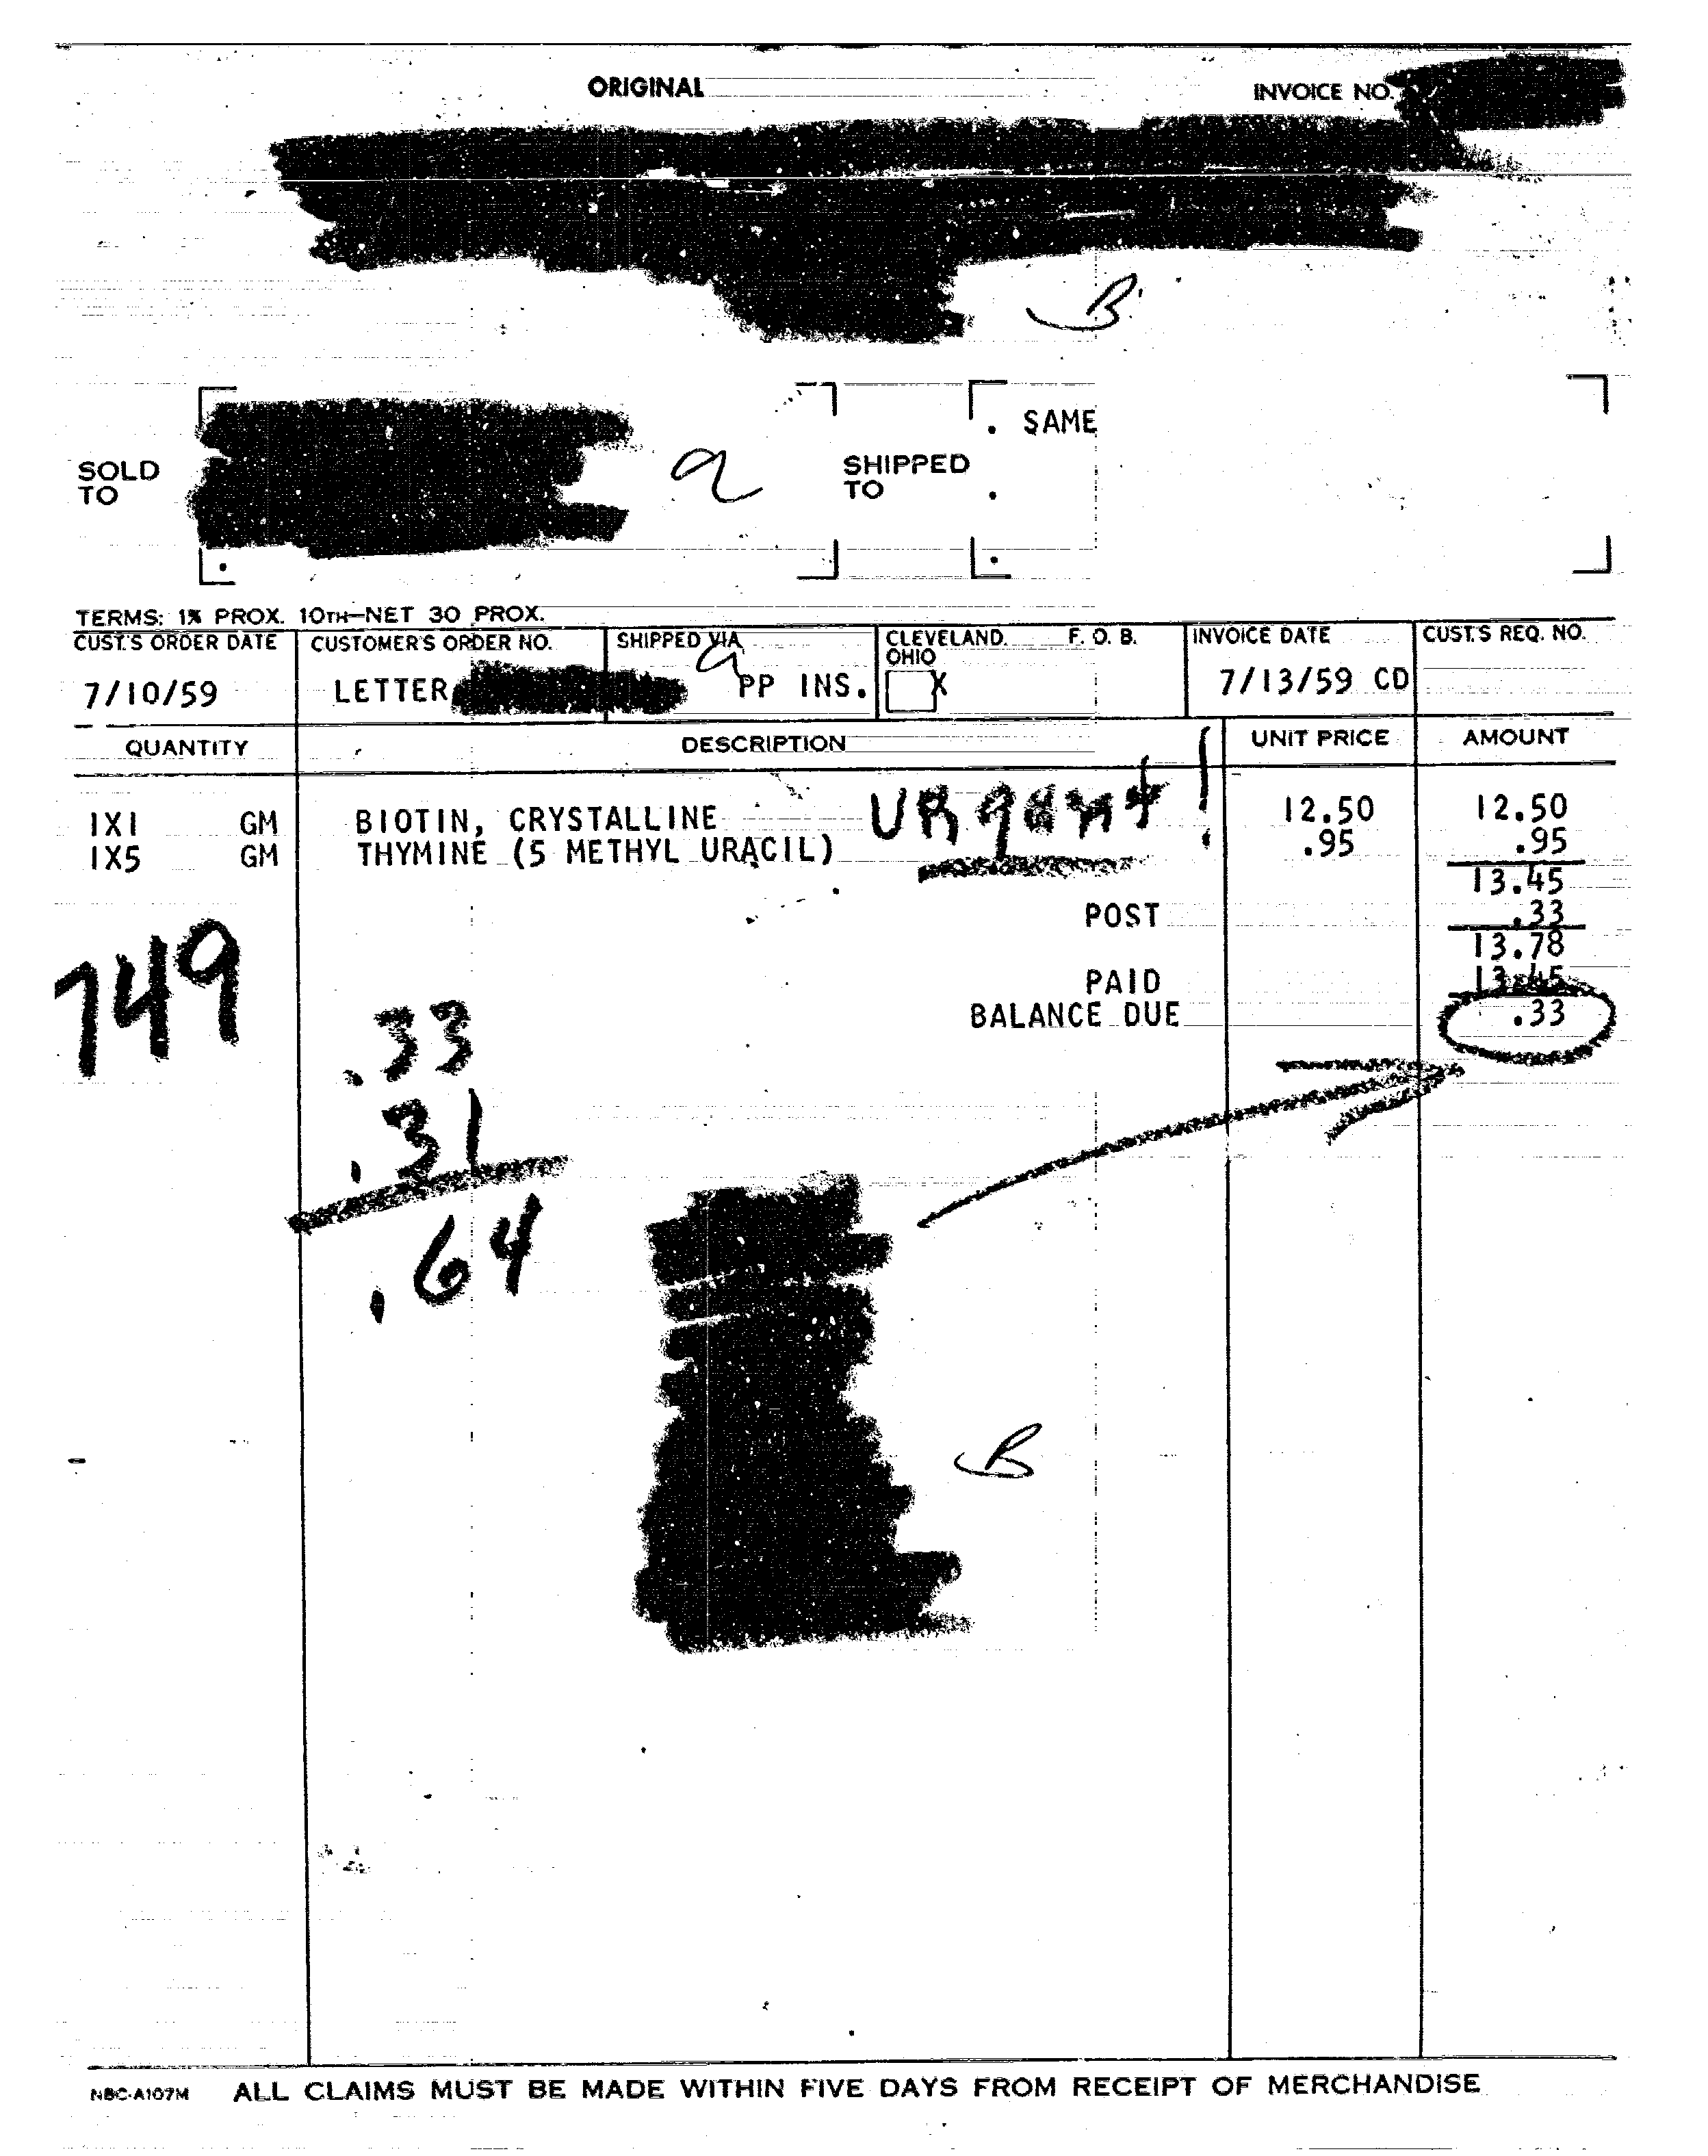 ORIGINAL
INVOICE NO.
B
SAME
SOLD TO
a
SHIPPED TO
TERMS: 1% PROX. 10TH—NET 30 PROX.
CUST'S ORDER DATE CUSTOMER'S ORDER NO. SHIPPED VIA CLEVELAND, OHIO F. O. B. INVOICE DATE CUST'S REQ. NO.
a
7/10/59 LETTER PP INS. X 7/13/59 CD
QUANTITY DESCRIPTION UNIT PRICE AMOUNT
1X1 GM BIOTIN, CRYSTALLINE 12.50 12.50
1X5 GM THYMINE (5 METHYL URACIL) .95 .95
13.45
POST .33
13.78
PAID 13.45
BALANCE DUE .33
749
.33
.31
.64
B
NBC-A107M ALL CLAIMS MUST BE MADE WITHIN FIVE DAYS FROM RECEIPT OF MERCHANDISE